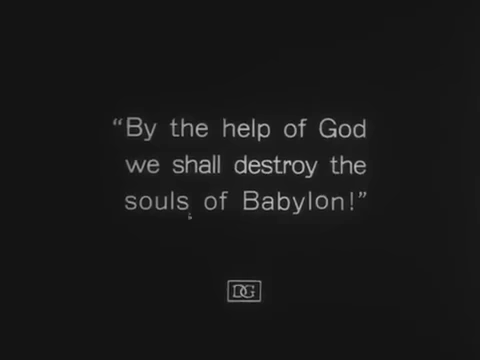 “By the help of God
we shall destroy the
souls of Babylon!”
DG